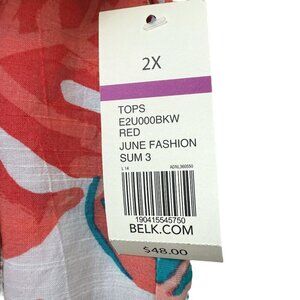 2X
TOPS
E2U000BKW
RED
JUNE FASHION
SUM 3
190415545750
BELK.COM
$48.00